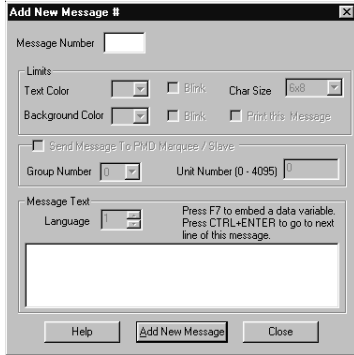 Add New Message #
Message Number
Limits
Text Color Blink Char Size 6x8
Background Color Blink Print this Message
Send Message To PMD Marquee / Slave
Group Number 0 Unit Number (0 - 4095) 0
Message Text
Language 1
Press F7 to embed a data variable.
Press CTRL+ENTER to go to next
line of this message.
Help Add New Message Close